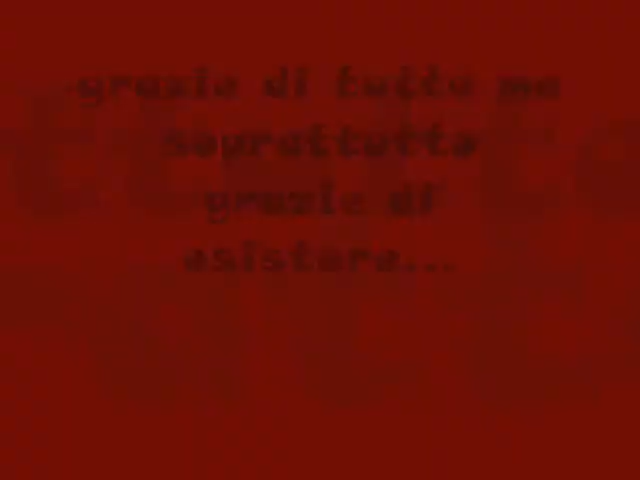 grazie di tutto ma
soprattutto
grazie di
esistere...